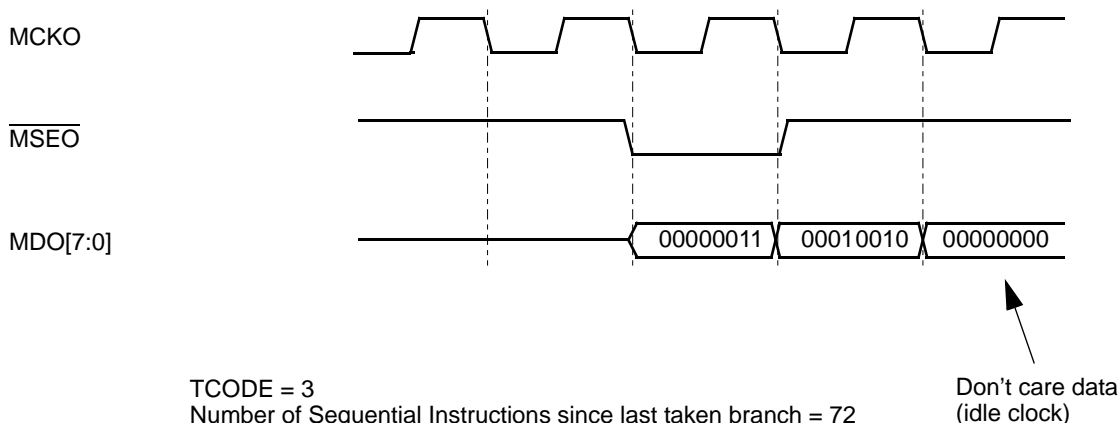 MCKO
MSEO
MDO[7:0]
00000011 00010010 00000000
TCODE = 3
Number of Sequential Instructions since last taken branch = 72
Don't care data
(idle clock)